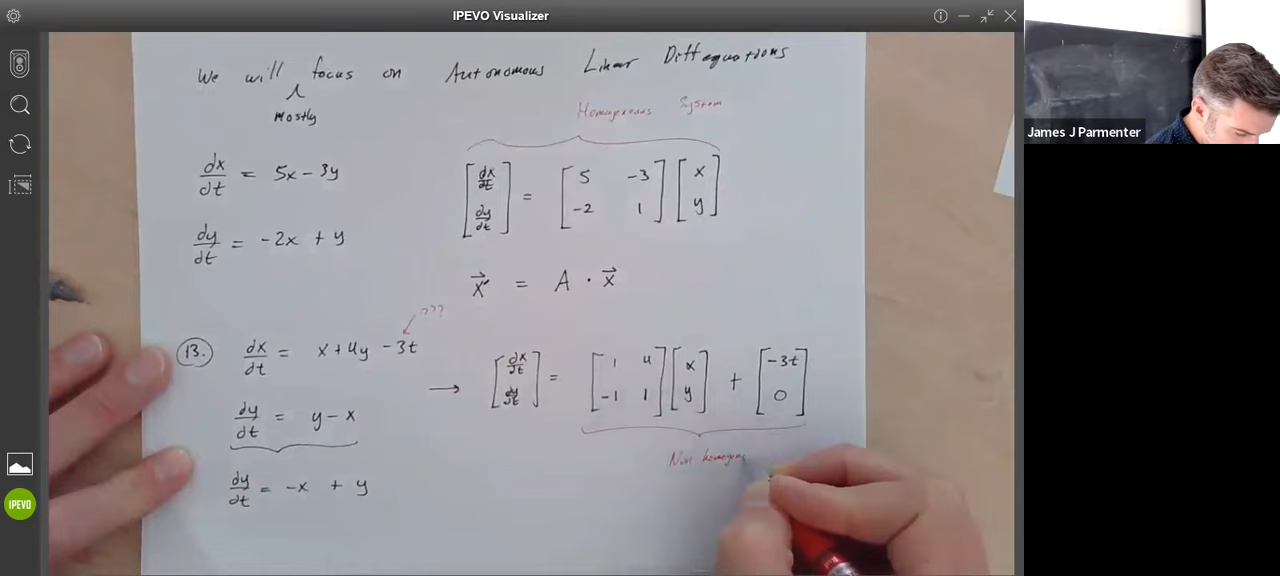 IPEVO Visualizer
We will focus on Autonomous Linear Diffequations
mostly
Homogeneous System
dx/dt = 5x - 3y
[dx/dt dy/dt] = [5 -3 -2 1] [x y]
dy/dt = -2x + y
x⃗' = A · x⃗
???
13. dx/dt = x + 4y - 3t
→ [dx/dt dy/dt] = [1 4 -1 1] [x y] + [-3t 0]
dy/dt = y - x
Non homogene
dy/dt = -x + y
IPEVO
James J Parmenter